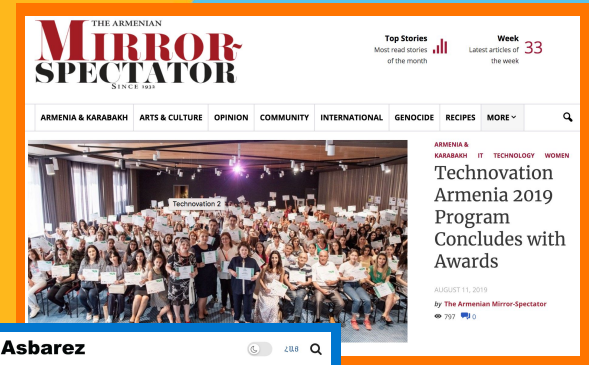 THE ARMENIAN
MIRROR-
SPECTATOR
SINCE 1932
Top Stories
Most read stories
of the month
Week
Latest articles of
the week
33
ARMENIA & KARABAKH ARTS & CULTURE OPINION COMMUNITY INTERNATIONAL GENOCIDE RECIPES MORE
Technovation 2
ARMENIA &
KARABAKH IT TECHNOLOGY WOMEN
Technovation
Armenia 2019
Program
Concludes with
Awards
AUGUST 11, 2019
by The Armenian Mirror-Spectator
797 0
Asbarez
ՀԱՅ